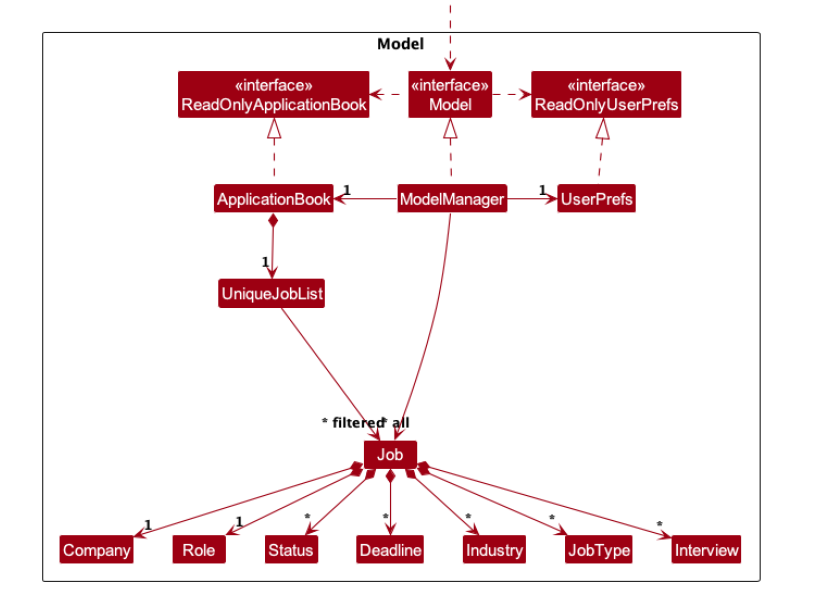 Model
«interface»
ReadOnlyApplicationBook
«interface»
Model
«interface»
ReadOnlyUserPrefs
ApplicationBook
1
ModelManager
1
UserPrefs
1
UniqueJobList
* filtered
* all
Job
1
1
*
*
*
*
*
Company
Role
Status
Deadline
Industry
JobType
Interview